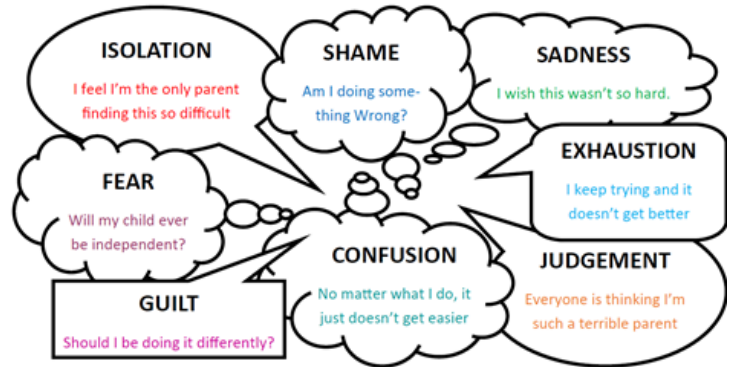 ISOLATION
I feel I'm the only parent
finding this so difficult
SHAME
Am I doing some-
thing Wrong?
SADNESS
I wish this wasn't so hard.
FEAR
Will my child ever
be independent?
EXHAUSTION
I keep trying and it
doesn't get better
GUILT
Should I be doing it differently?
CONFUSION
No matter what I do, it
just doesn't get easier
JUDGEMENT
Everyone is thinking I'm
such a terrible parent